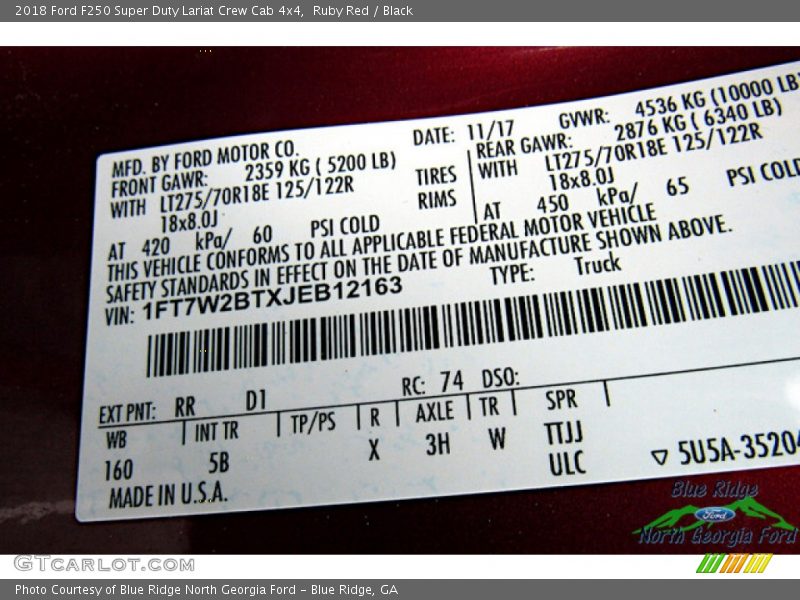 2018 Ford F250 Super Duty Lariat Crew Cab 4x4,  Ruby Red / Black
MFD. BY FORD MOTOR CO. DATE: 11/17 GVWR: 4536 KG (10000 LB)
FRONT GAWR: 2359 KG ( 5200 LB) REAR GAWR: 2876 KG ( 6340 LB)
WITH LT275/70R18E 125/122R TIRES WITH LT275/70R18E 125/122R
18x8.0J RIMS 18x8.0J
AT 420 kPa/ 60 PSI COLD AT 450 kPa/ 65 PSI COLD
THIS VEHICLE CONFORMS TO ALL APPLICABLE FEDERAL MOTOR VEHICLE
SAFETY STANDARDS IN EFFECT ON THE DATE OF MANUFACTURE SHOWN ABOVE.
VIN: 1FT7W2BTXJEB12163 TYPE: Truck
EXT PNT: RR D1 RC: 74 DSO:
WB INT TR TP/PS R AXLE TR SPR
160 5B X 3H W TTJJ
ULC
MADE IN U.S.A. 5U5A-3520
Blue Ridge
Ford
North Georgia Ford
GTCARLOT.COM
Photo Courtesy of Blue Ridge North Georgia Ford – Blue Ridge, GA